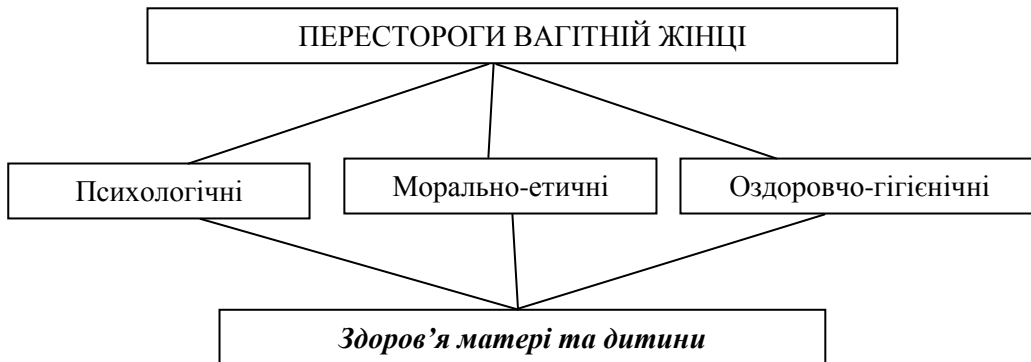 ПЕРЕСТОРОГИ ВАГІТНІЙ ЖІНЦІ
Психологічні
Морально-етичні
Оздоровчо-гігієнічні
Здоров’я матері та дитини